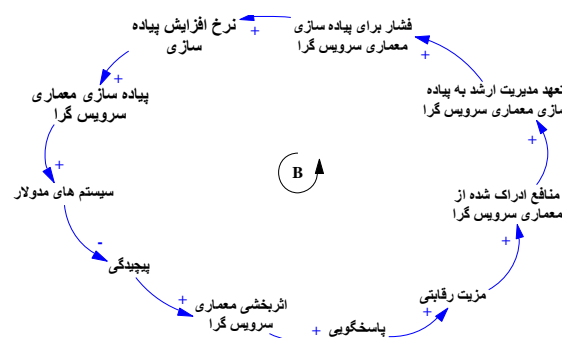 فشار برای پیاده سازی
معماری سرویس گرا
+
نرخ افزایش پیاده
سازی
+
پیاده سازی معماری
سرویس گرا
+
سیستم های مدولار
-
پیچیدگی
+
اثربخشی معماری
سرویس گرا
+
پاسخگویی
+
مزیت رقابتی
+
منافع ادراک شده از
معماری سرویس گرا
+
تعهد مدیریت ارشد به پیاده
سازی معماری سرویس گرا
+
B